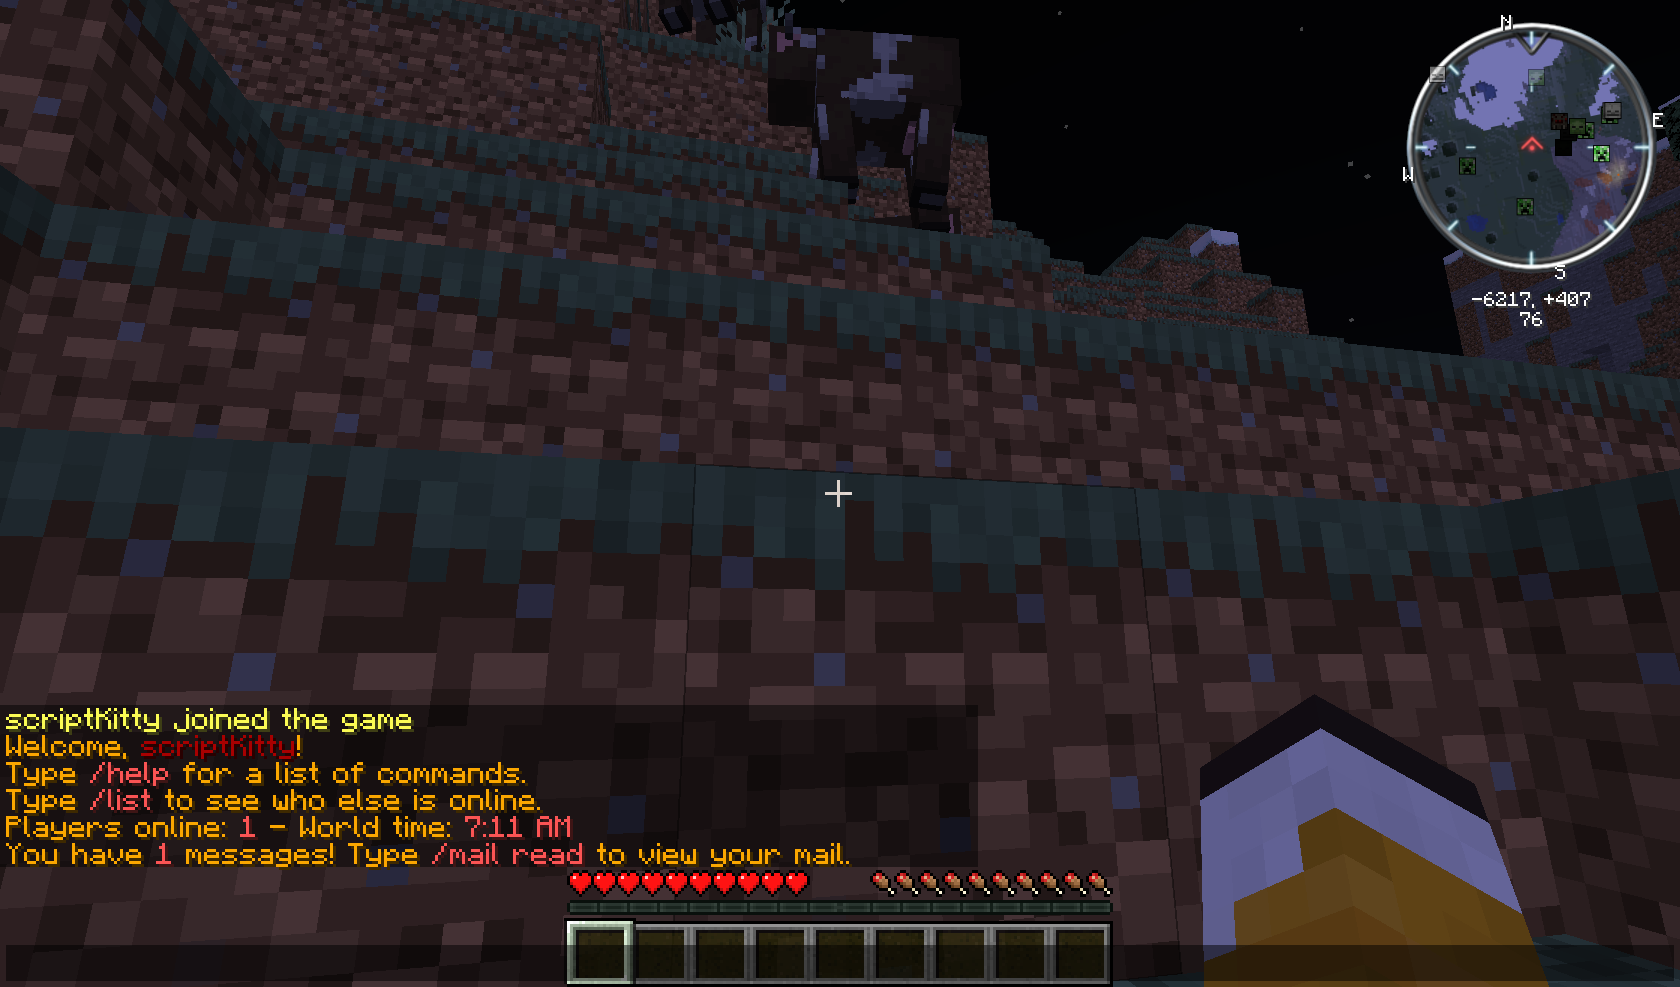 N
E
W
S
-6217, +407
76
scriptKitty joined the game
Welcome, scriptKitty!
Type /help for a list of commands.
Type /list to see who else is online.
Players online: 1 - World time: 7:11 AM
You have 1 messages! Type /mail read to view your mail.